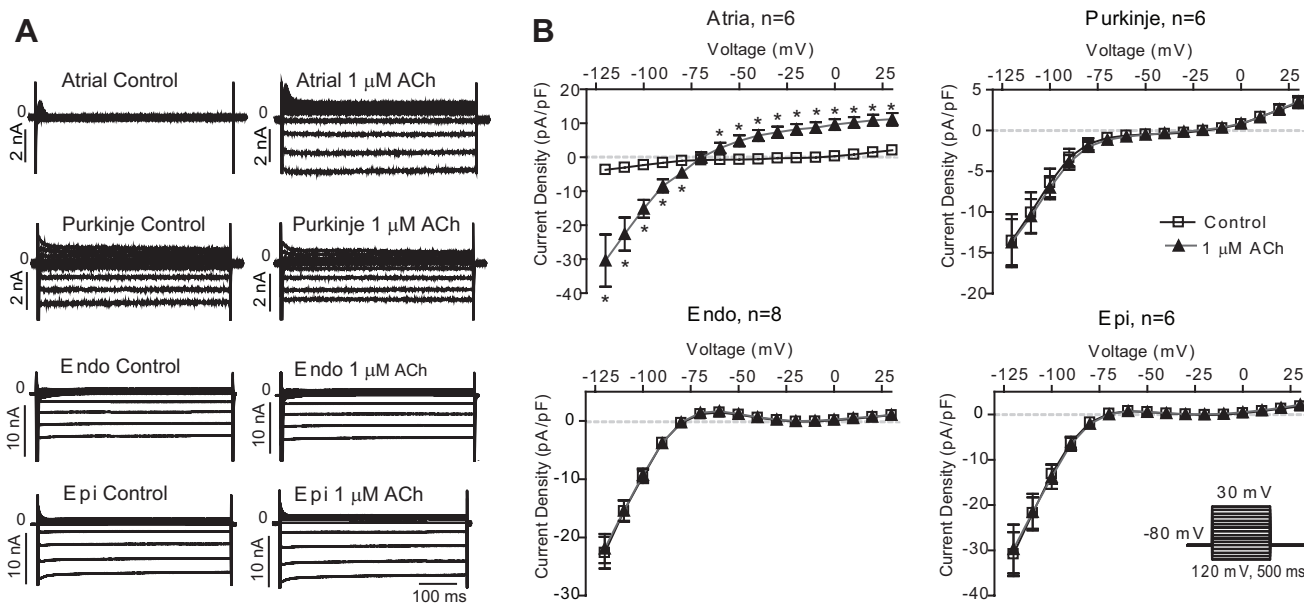 A
Atrial Control
Atrial 1 μM ACh
0
2 nA
0
2 nA
Purkinje Control
Purkinje 1 μM ACh
0
2 nA
0
2 nA
Endo Control
Endo 1 μM ACh
0
10 nA
0
10 nA
Epi Control
Epi 1 μM ACh
0
10 nA
0
10 nA
100 ms
B
Atria, n=6
Voltage (mV)
-125 -100 -75 -50 -25 0 25
Current Density (pA/pF)
20
10
0
-10
-20
-30
-40
* * * * * * * * * *
*
*
*
*
*
Purkinje, n=6
Voltage (mV)
-125 -100 -75 -50 -25 0 25
Current Density (pA/pF)
5
0
-5
-10
-15
-20
Control
1 μM ACh
Endo, n=8
Voltage (mV)
-125 -100 -75 -50 -25 0 25
Current Density (pA/pF)
5
0
-10
-20
-30
Epi, n=6
Voltage (mV)
-125 -100 -75 -50 -25 0 25
Current Density (pA/pF)
5
0
-10
-20
-30
-40
30 mV
-80 mV
120 mV, 500 ms